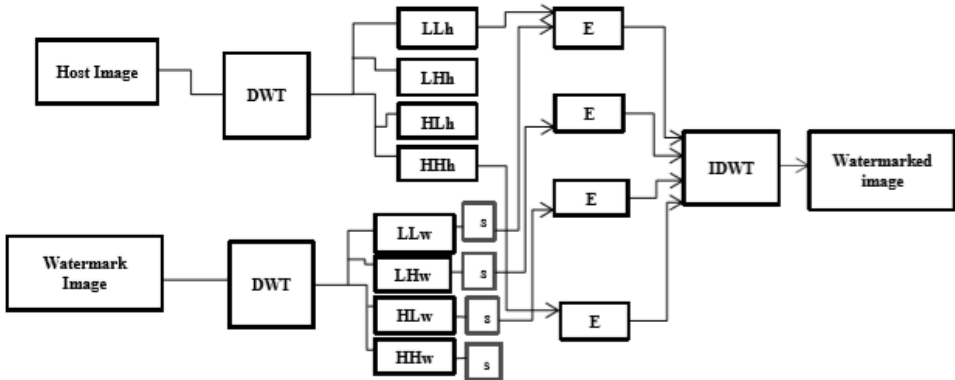 Host Image
DWT
LLh
LHh
HLh
HHh
E
E
E
E
IDWT
Watermarked
image
Watermark
Image
DWT
LLw
LHw
HLw
HHw
s
s
s
s